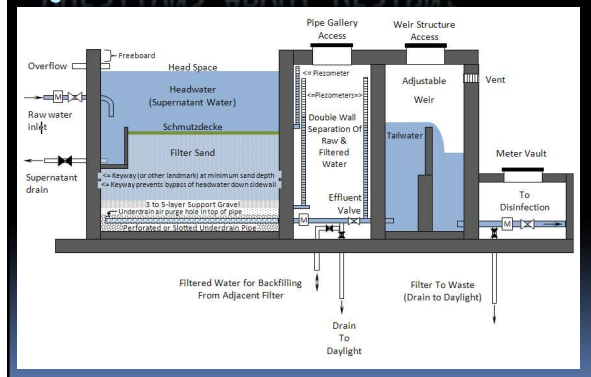 QUESTIONS ABOUT DESIGN
Pipe Gallery
Access
Weir Structure
Access
Freeboard
Overflow
Head Space
Headwater
(Supernatant Water)
<= Piezometer
<=Piezometers=>
Adjustable
Weir
Vent
M
Raw water
inlet
Schmutzdecke
Double Wall
Separation Of
Raw &
Filtered
Water
Tailwater
Filter Sand
Meter Vault
Supernatant
drain
<= Keyway (or other landmark) at minimum sand depth
<= Keyway prevents bypass of headwater down sidewall
Effluent
Valve
To
Disinfection
3 to 5-layer Support Gravel
Underdrain air purge hole in top of pipe
M
M
Perforated or Slotted Underdrain Pipe
Filtered Water for Backfilling
From Adjacent Filter
Filter To Waste
(Drain to Daylight)
Drain
To
Daylight